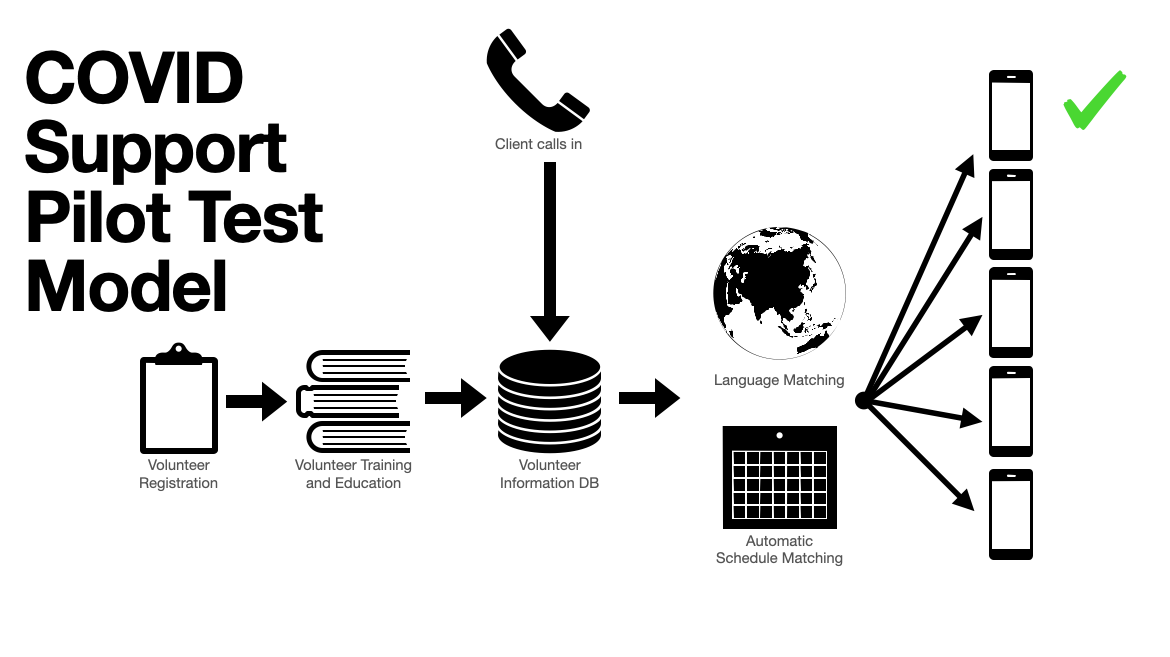 COVID
Support
Pilot Test
Model
Client calls in
Language Matching
Volunteer
Registration
Volunteer Training
and Education
Volunteer
Information DB
Automatic
Schedule Matching